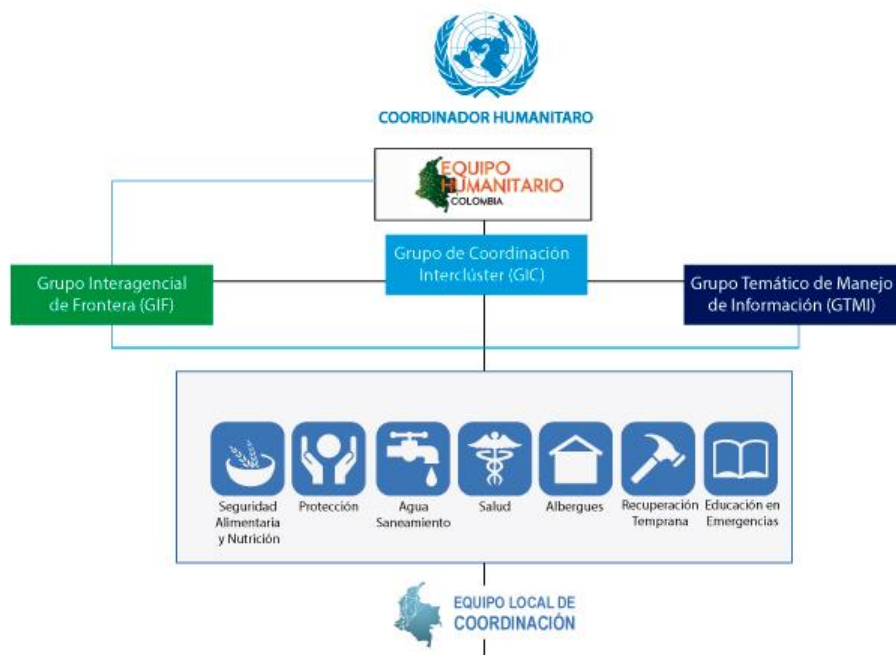 COORDINADOR HUMANITARO
EQUIPO
HUMANITARIO
COLOMBIA
Grupo de Coordinación
Interclúster (GIC)
Grupo Interagencial
de Frontera (GIF)
Grupo Temático de Manejo
de Información (GTMI)
Seguridad
Alimentaria
y Nutrición
Protección
Agua
Saneamiento
Salud
Albergues
Recuperación
Temprana
Educación en
Emergencias
EQUIPO LOCAL DE
COORDINACIÓN